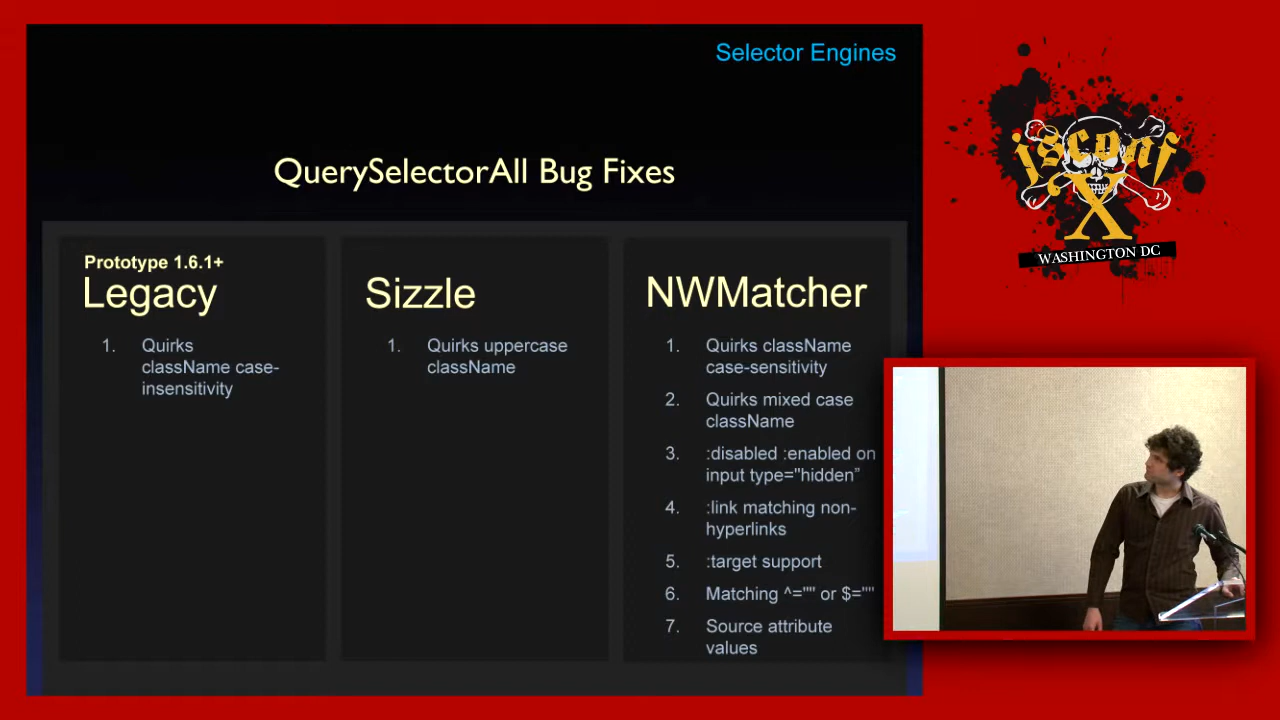 Selector Engines
QuerySelectorAll Bug Fixes
Prototype 1.6.1+
Legacy
1. Quirks
className case-
insensitivity
Sizzle
1. Quirks uppercase
className
NWMatcher
1. Quirks className
case-sensitivity
2. Quirks mixed case
className
3. :disabled :enabled on
input type="hidden”
4. :link matching non-
hyperlinks
5. :target support
6. Matching ^="" or $=""
7. Source attribute
values
jsconf
X
WASHINGTON DC